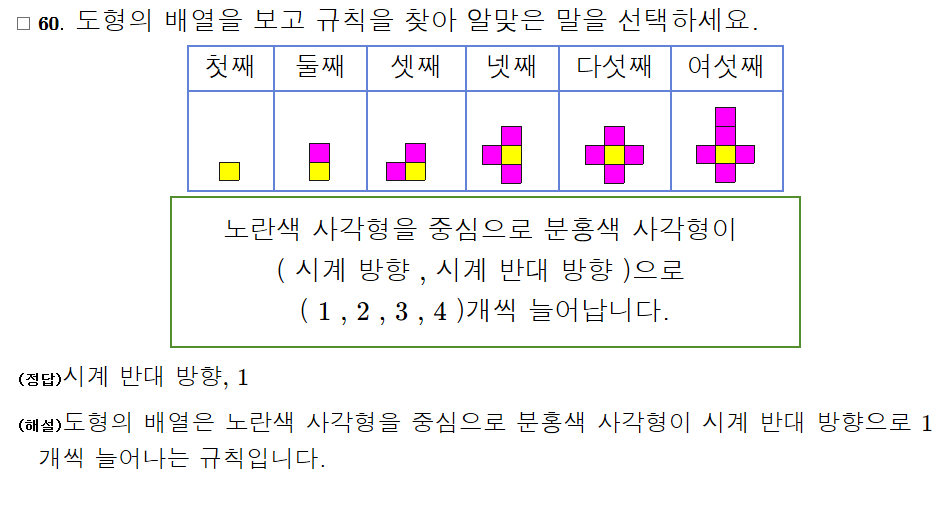 □ 60. 도형의 배열을 보고 규칙을 찾아 알맞은 말을 선택하세요.
첫째 둘째 셋째 넷째 다섯째 여섯째
노란색 사각형을 중심으로 분홍색 사각형이
( 시계 방향 , 시계 반대 방향 )으로
( 1 , 2 , 3 , 4 )개씩 늘어납니다.
(정답)시계 반대 방향, 1
(해설)도형의 배열은 노란색 사각형을 중심으로 분홍색 사각형이 시계 반대 방향으로 1
개씩 늘어나는 규칙입니다.